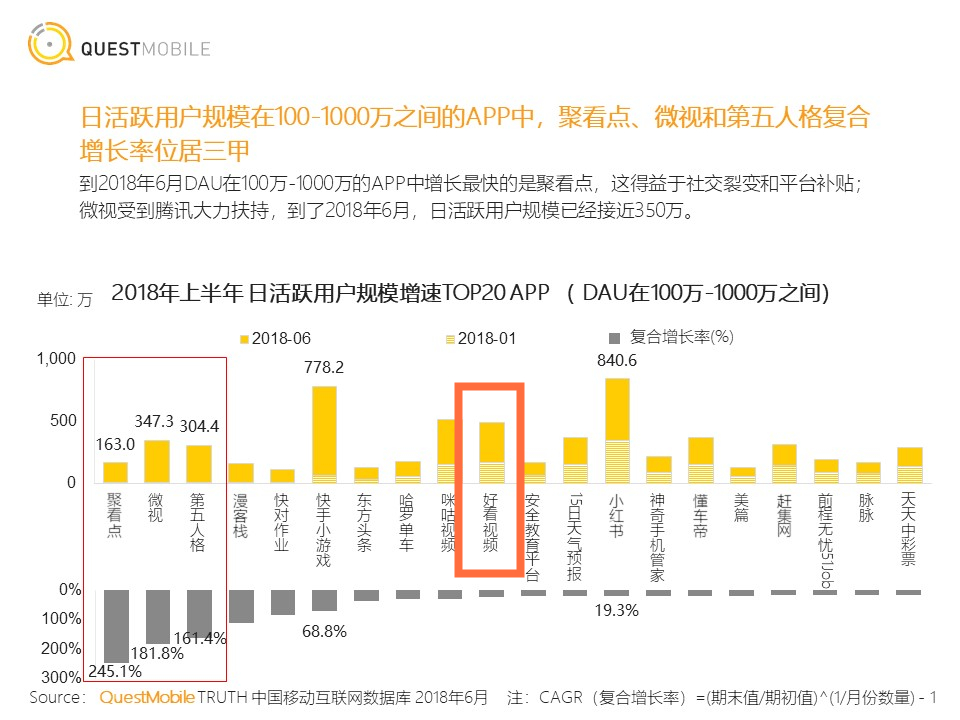 QUESTMOBILE
日活跃用户规模在100-1000万之间的APP中，聚看点、微视和第五人格复合
增长率位居三甲
到2018年6月DAU在100万-1000万的APP中增长最快的是聚看点，这得益于社交裂变和平台补贴；
微视受到腾讯大力扶持，到了2018年6月，日活跃用户规模已经接近350万。
单位: 万
2018年上半年 日活跃用户规模增速TOP20 APP （ DAU在100万-1000万之间）
2018-06
2018-01
复合增长率(%)
1,000
500
0
163.0
347.3
304.4
778.2
840.6
聚看点
微视
第五人格
漫客栈
快对作业
快手小游戏
东方头条
哈罗单车
咪咕视频
好看视频
安全教育平台
15日天气预报
小红书
神奇手机管家
懂车帝
美篇
赶集网
前程无忧51Job
脉脉
天天中彩票
0%
100%
200%
300%
245.1%
181.8%
161.4%
68.8%
19.3%
Source： QuestMobile TRUTH 中国移动互联网数据库 2018年6月 注：CAGR（复合增长率）=(期末值/期初值)^(1/月份数量) - 1